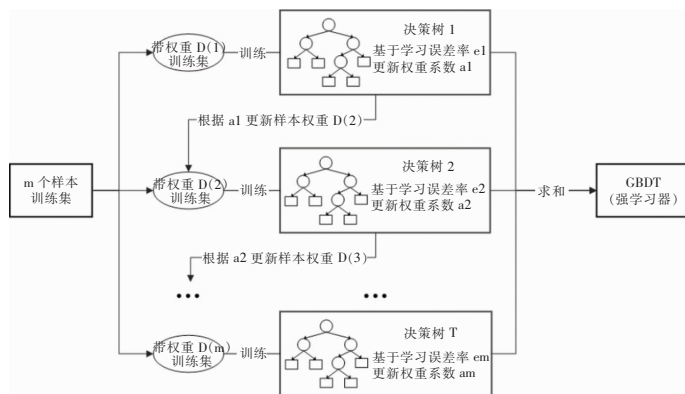 带权重 D(1)
训练集
训练
决策树 1
基于学习误差率 e1
更新权重系数 a1
根据 a1 更新样本权重 D(2)
m 个样本
训练集
带权重 D(2)
训练集
训练
决策树 2
基于学习误差率 e2
更新权重系数 a2
求和
GBDT
(强学习器)
根据 a2 更新样本权重 D(3)
•••
•••
带权重 D(m)
训练集
训练
决策树 T
基于学习误差率 em
更新权重系数 am